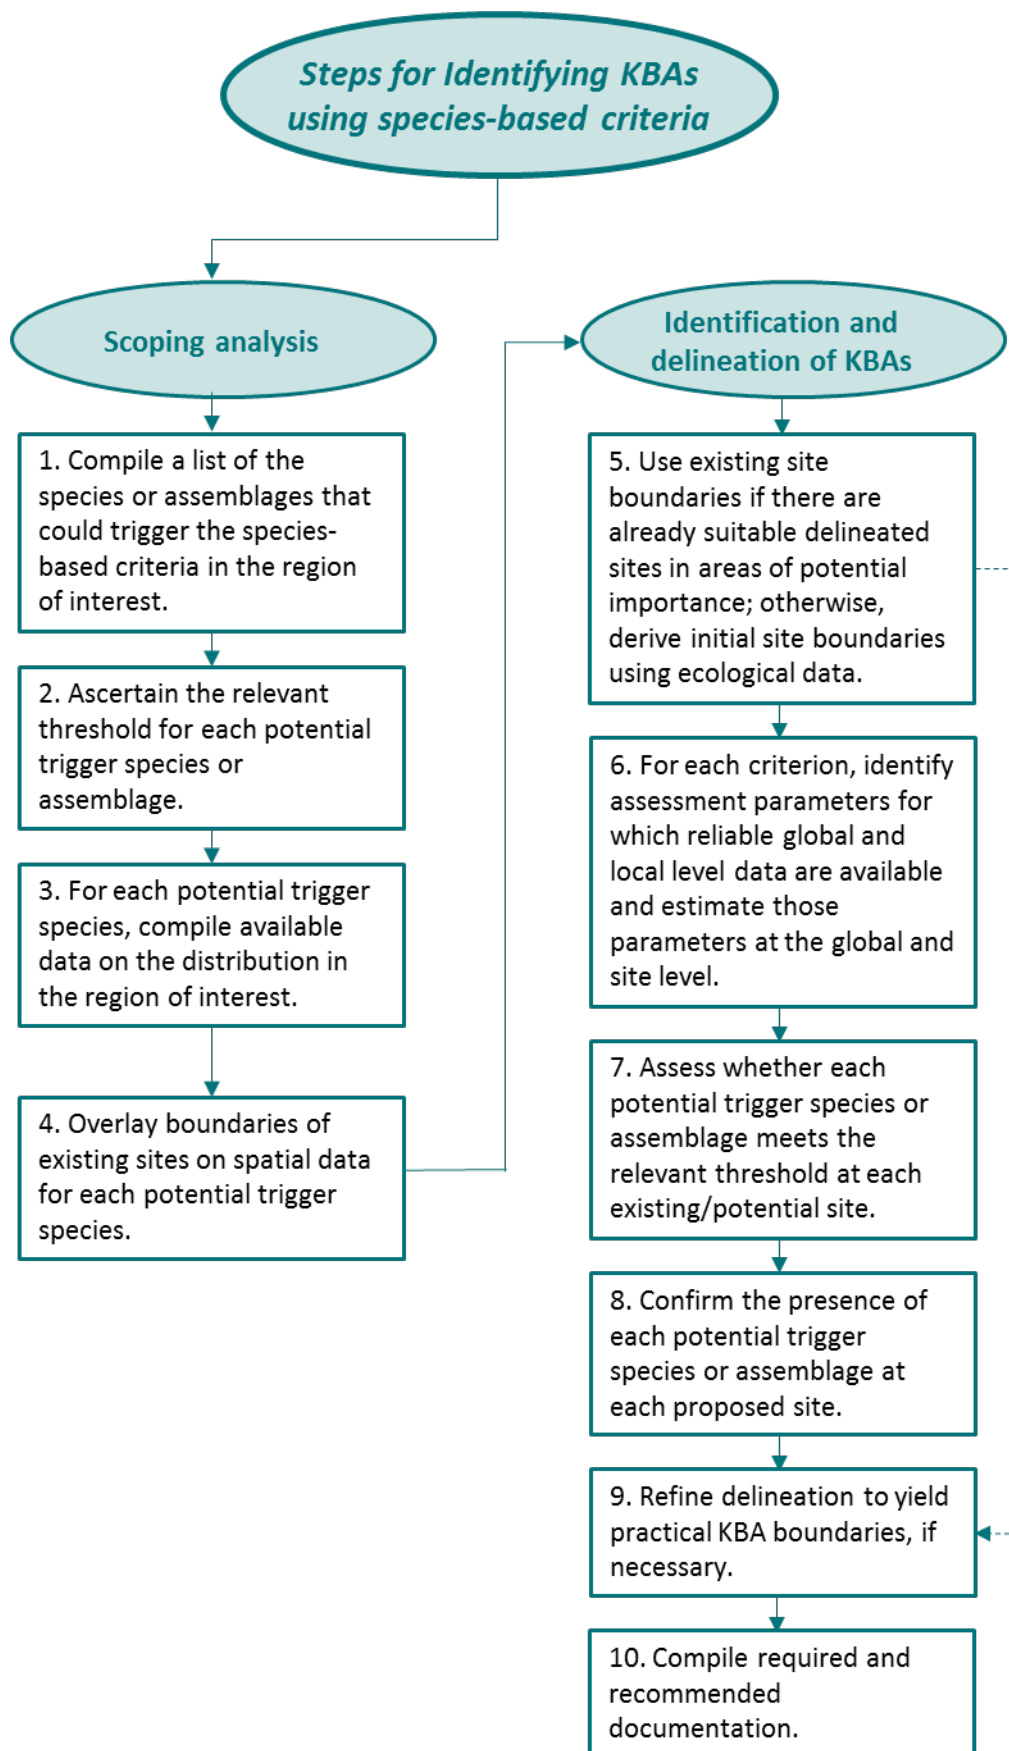 Steps for Identifying KBAs
using species-based criteria
Scoping analysis
1. Compile a list of the
species or assemblages that
could trigger the species-
based criteria in the region
of interest.
2. Ascertain the relevant
threshold for each potential
trigger species or
assemblage.
3. For each potential trigger
species, compile available
data on the distribution in
the region of interest.
4. Overlay boundaries of
existing sites on spatial data
for each potential trigger
species.
Identification and
delineation of KBAs
5. Use existing site
boundaries if there are
already suitable delineated
sites in areas of potential
importance; otherwise,
derive initial site boundaries
using ecological data.
6. For each criterion, identify
assessment parameters for
which reliable global and
local level data are available
and estimate those
parameters at the global and
site level.
7. Assess whether each
potential trigger species or
assemblage meets the
relevant threshold at each
existing/potential site.
8. Confirm the presence of
each potential trigger
species or assemblage at
each proposed site.
9. Refine delineation to yield
practical KBA boundaries, if
necessary.
10. Compile required and
recommended
documentation.